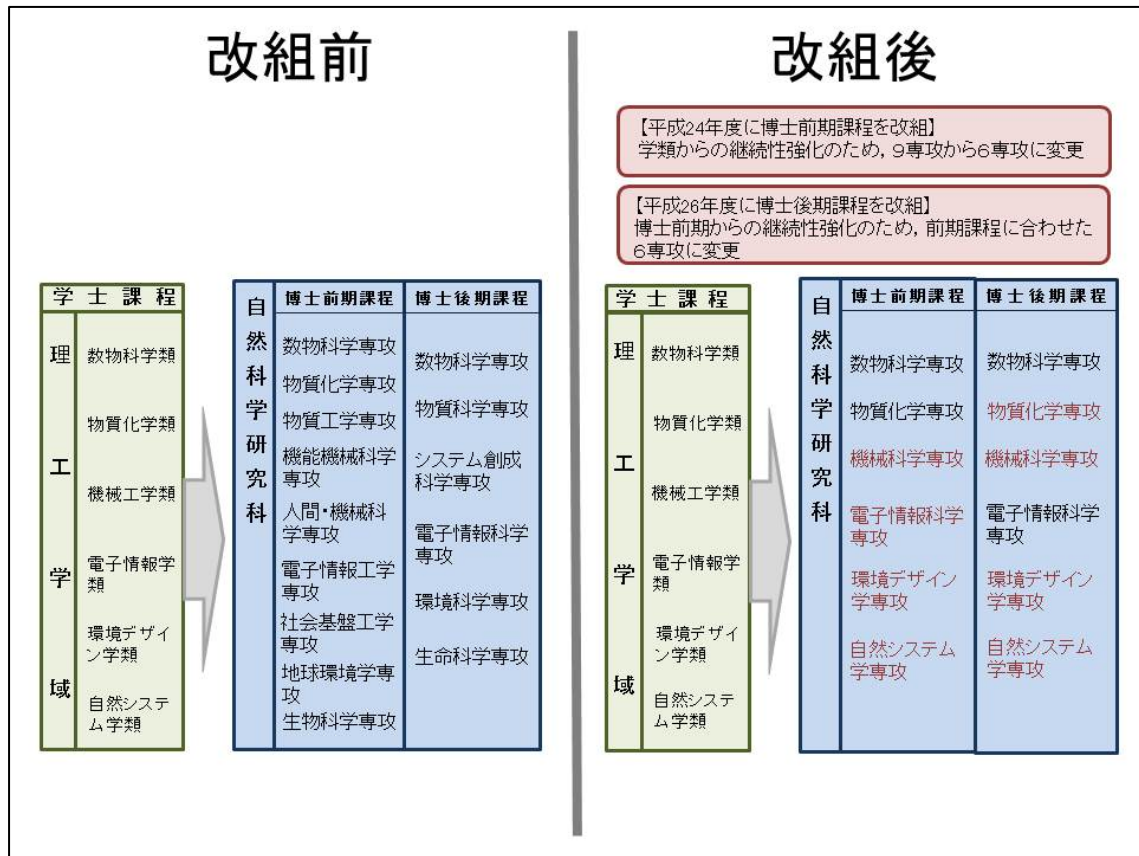 改組前
学士課程
理工学域
数物科学類
物質化学類
機械工学類
電子情報学
類
環境デザイ
ン学類
自然システ
ム学類
自然科学研究科
博士前期課程
数物科学専攻
物質化学専攻
物質工学専攻
機能機械科学
専攻
人間・機械科
学専攻
電子情報工学
専攻
社会基盤工学
専攻
地球環境学専
攻
生物科学専攻
博士後期課程
数物科学専攻
物質科学専攻
システム創成
科学専攻
電子情報科学
専攻
環境科学専攻
生命科学専攻
改組後
【平成24年度に博士前期課程を改組】
学類からの継続性強化のため，9専攻から6専攻に変更
【平成26年度に博士後期課程を改組】
博士前期からの継続性強化のため，前期課程に合わせた
6専攻に変更
学士課程
理工学域
数物科学類
物質化学類
機械工学類
電子情報学
類
環境デザイ
ン学類
自然システ
ム学類
自然科学研究科
博士前期課程
数物科学専攻
物質化学専攻
機械科学専攻
電子情報科学
専攻
環境デザイン
学専攻
自然システム
学専攻
博士後期課程
数物科学専攻
物質化学専攻
機械科学専攻
電子情報科学
専攻
環境デザイン
学専攻
自然システム
学専攻